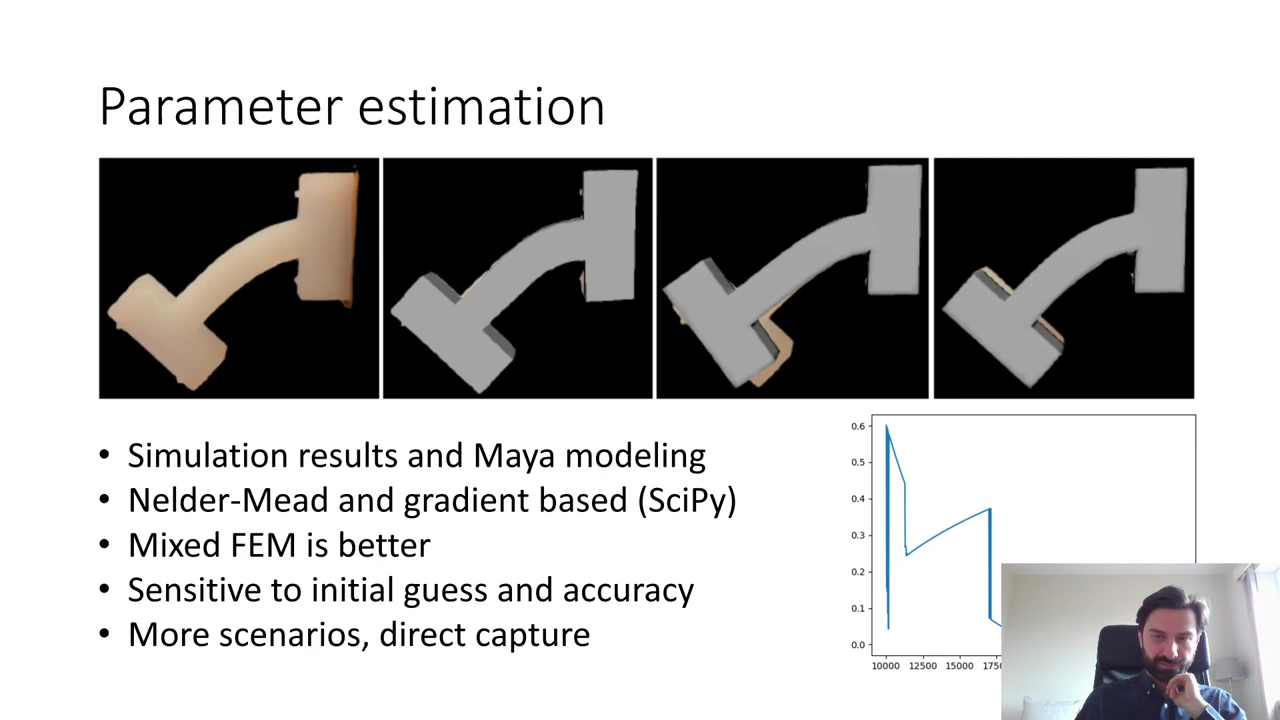 Parameter estimation
• Simulation results and Maya modeling
• Nelder-Mead and gradient based (SciPy)
• Mixed FEM is better
• Sensitive to initial guess and accuracy
• More scenarios, direct capture
0.6
0.5
0.4
0.3
0.2
0.1
0.0
10000 12500 15000